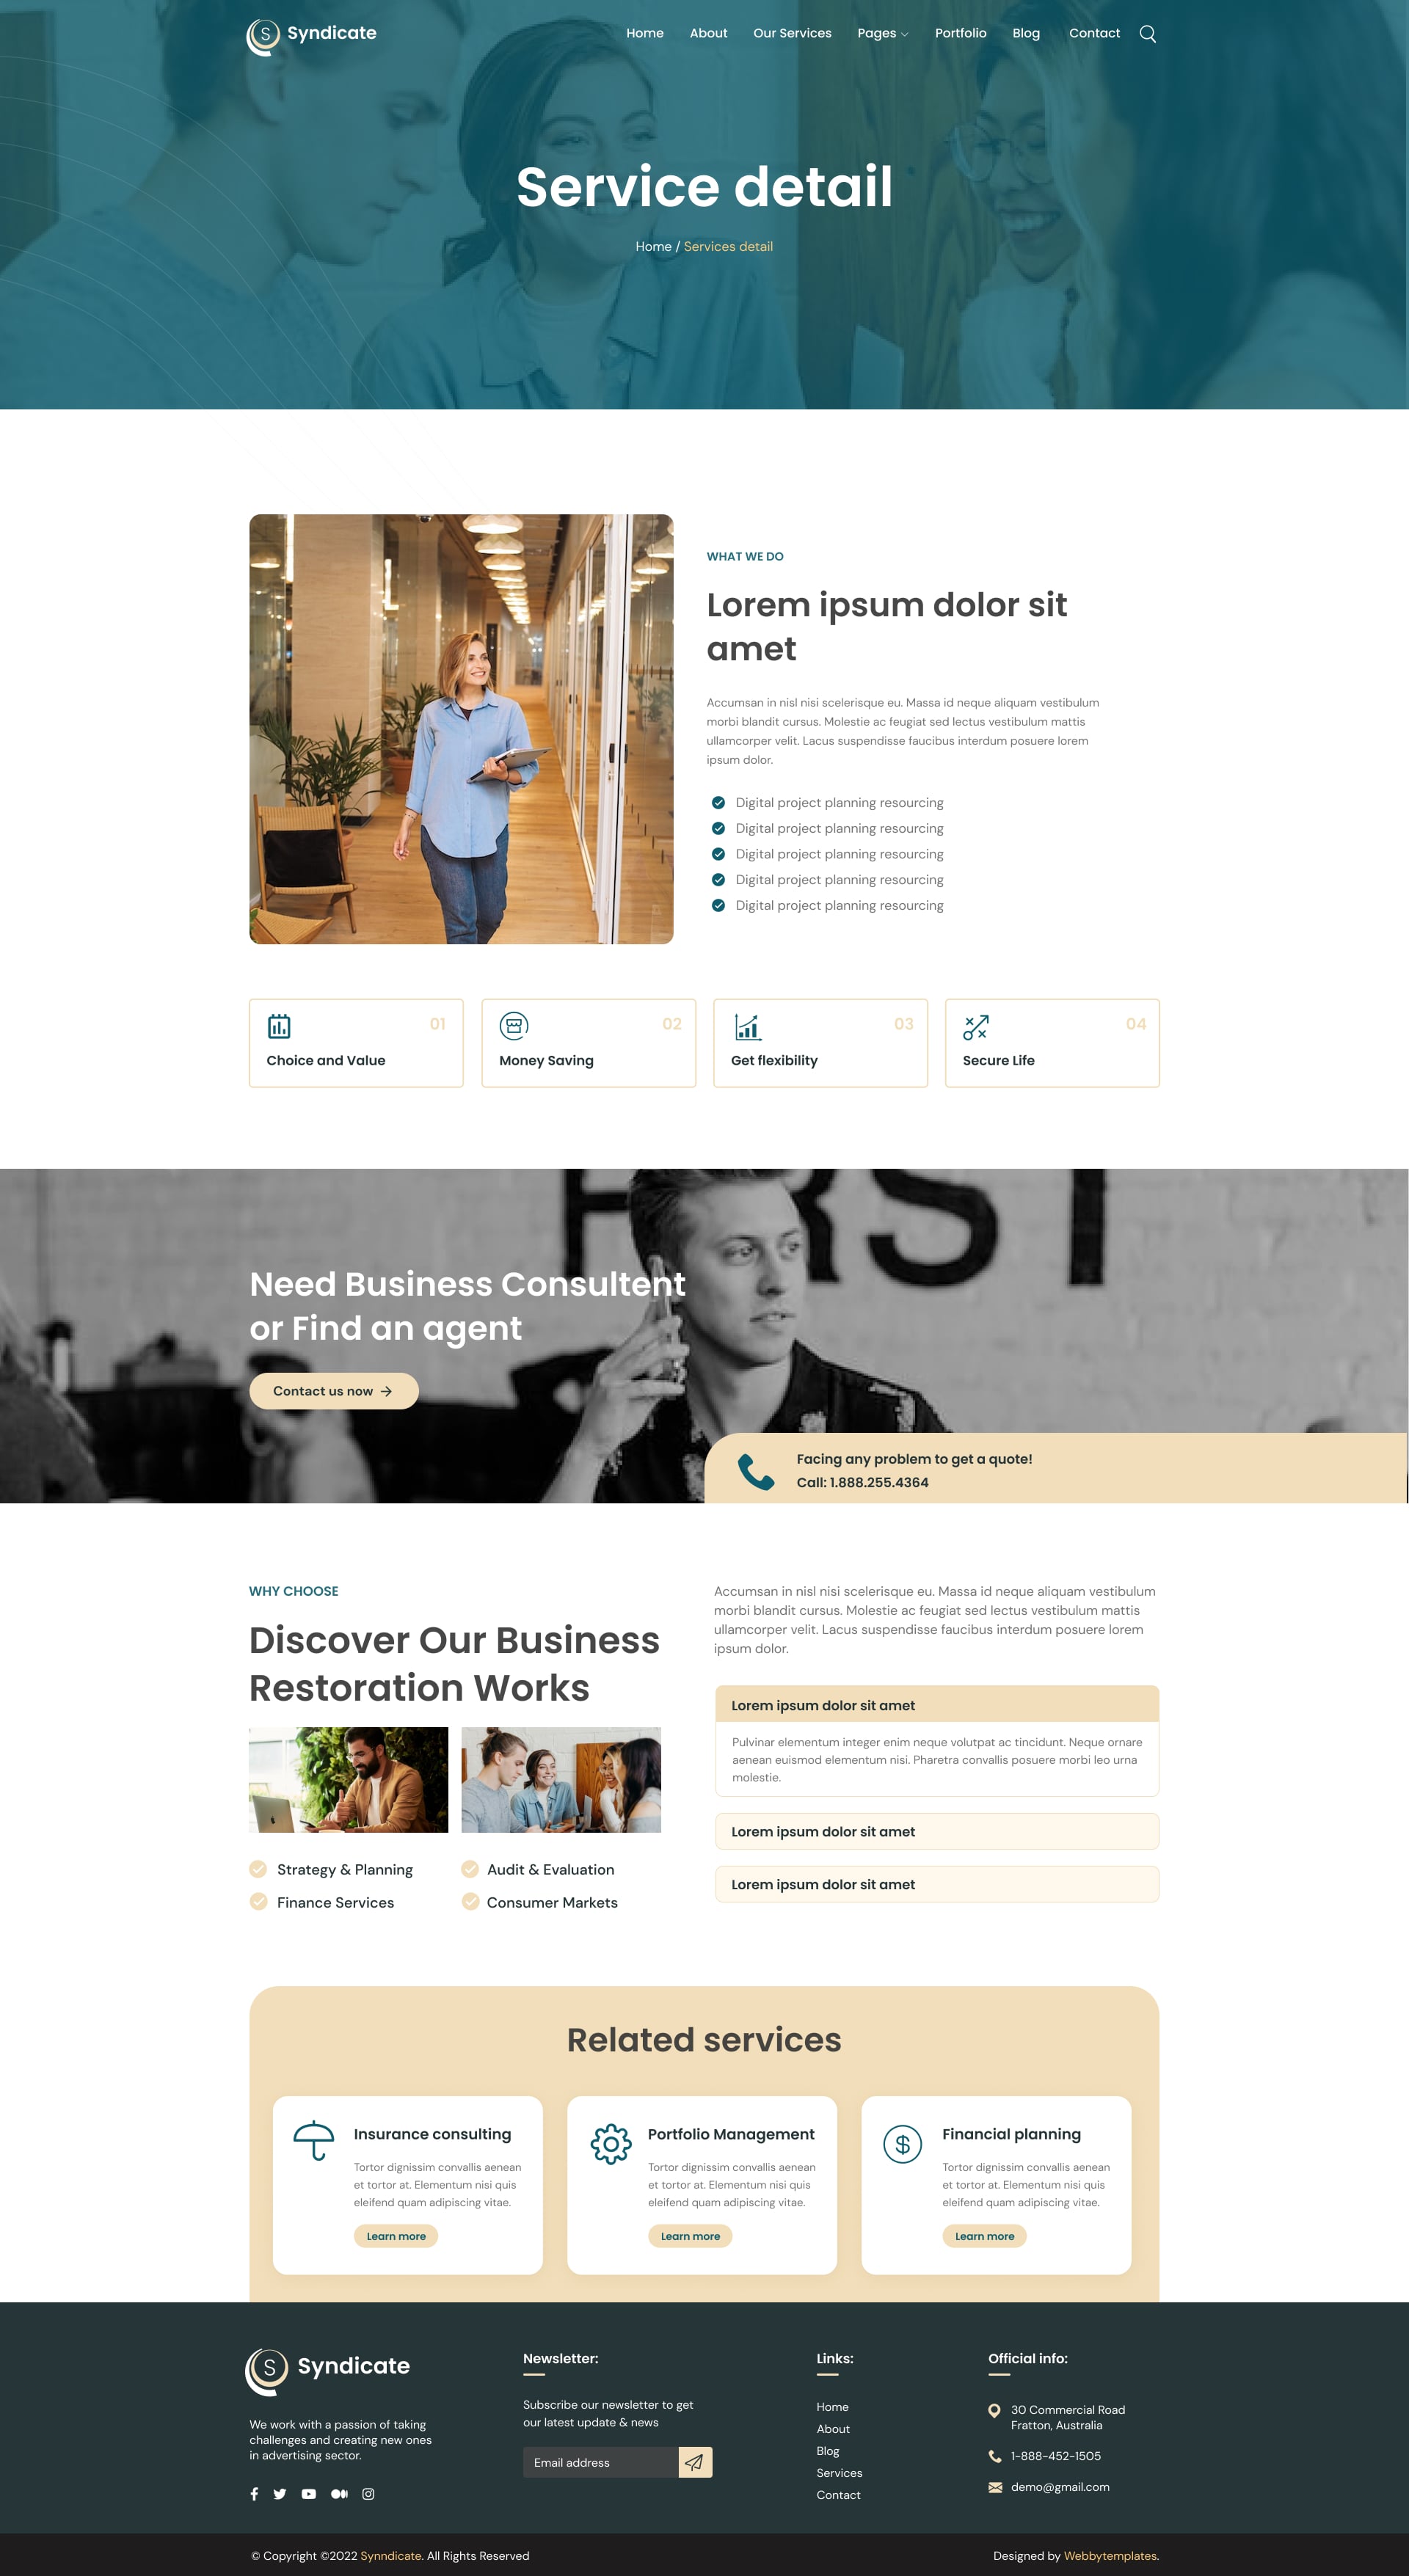 S Syndicate
Home About Our Services Pages Portfolio Blog Contact
Service detail
Home / Services detail
WHAT WE DO
Lorem ipsum dolor sit
amet
Accumsan in nisl nisi scelerisque eu. Massa id neque aliquam vestibulum
morbi blandit cursus. Molestie ac feugiat sed lectus vestibulum mattis
ullamcorper velit. Lacus suspendisse faucibus interdum posuere lorem
ipsum dolor.
Digital project planning resourcing
Digital project planning resourcing
Digital project planning resourcing
Digital project planning resourcing
Digital project planning resourcing
01
Choice and Value
02
Money Saving
03
Get flexibility
04
Secure Life
Need Business Consultent
or Find an agent
Contact us now
Facing any problem to get a quote!
Call: 1.888.255.4364
WHY CHOOSE
Discover Our Business
Restoration Works
Strategy & Planning
Audit & Evaluation
Finance Services
Consumer Markets
Accumsan in nisl nisi scelerisque eu. Massa id neque aliquam vestibulum
morbi blandit cursus. Molestie ac feugiat sed lectus vestibulum mattis
ullamcorper velit. Lacus suspendisse faucibus interdum posuere lorem
ipsum dolor.
Lorem ipsum dolor sit amet
Pulvinar elementum integer enim neque volutpat ac tincidunt. Neque ornare
aenean euismod elementum nisi. Pharetra convallis posuere morbi leo urna
molestie.
Lorem ipsum dolor sit amet
Lorem ipsum dolor sit amet
Related services
Insurance consulting
Tortor dignissim convallis aenean
et tortor at. Elementum nisi quis
eleifend quam adipiscing vitae.
Learn more
Portfolio Management
Tortor dignissim convallis aenean
et tortor at. Elementum nisi quis
eleifend quam adipiscing vitae.
Learn more
Financial planning
Tortor dignissim convallis aenean
et tortor at. Elementum nisi quis
eleifend quam adipiscing vitae.
Learn more
S Syndicate
We work with a passion of taking
challenges and creating new ones
in advertising sector.
Newsletter:
Subscribe our newsletter to get
our latest update & news
Email address
Links:
Home
About
Blog
Services
Contact
Official info:
30 Commercial Road
Fratton, Australia
1-888-452-1505
demo@gmail.com
© Copyright ©2022 Synndicate. All Rights Reserved
Designed by Webbytemplates.